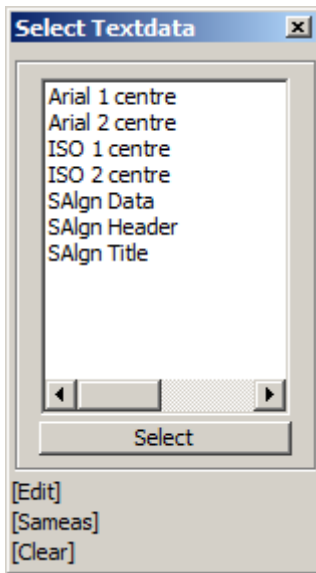 Select Textdata
Arial 1 centre
Arial 2 centre
ISO 1 centre
ISO 2 centre
SAlgn Data
SAlgn Header
SAlgn Title
Select
[Edit]
[Sameas]
[Clear]